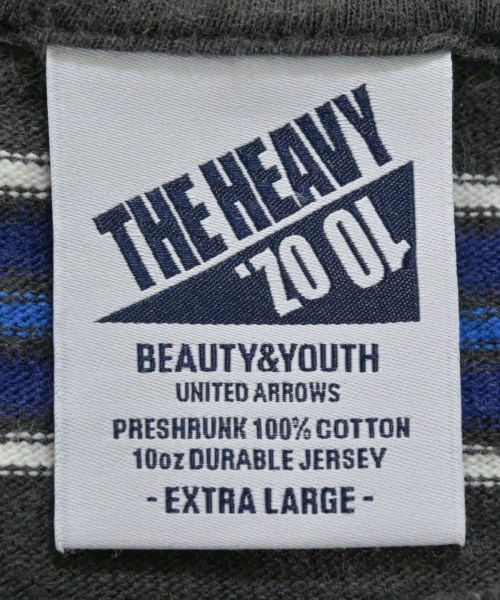 THE HEAVY
10 OZ.
BEAUTY&YOUTH
UNITED ARROWS
PRESHRUNK 100% COTTON
10oz DURABLE JERSEY
- EXTRA LARGE -